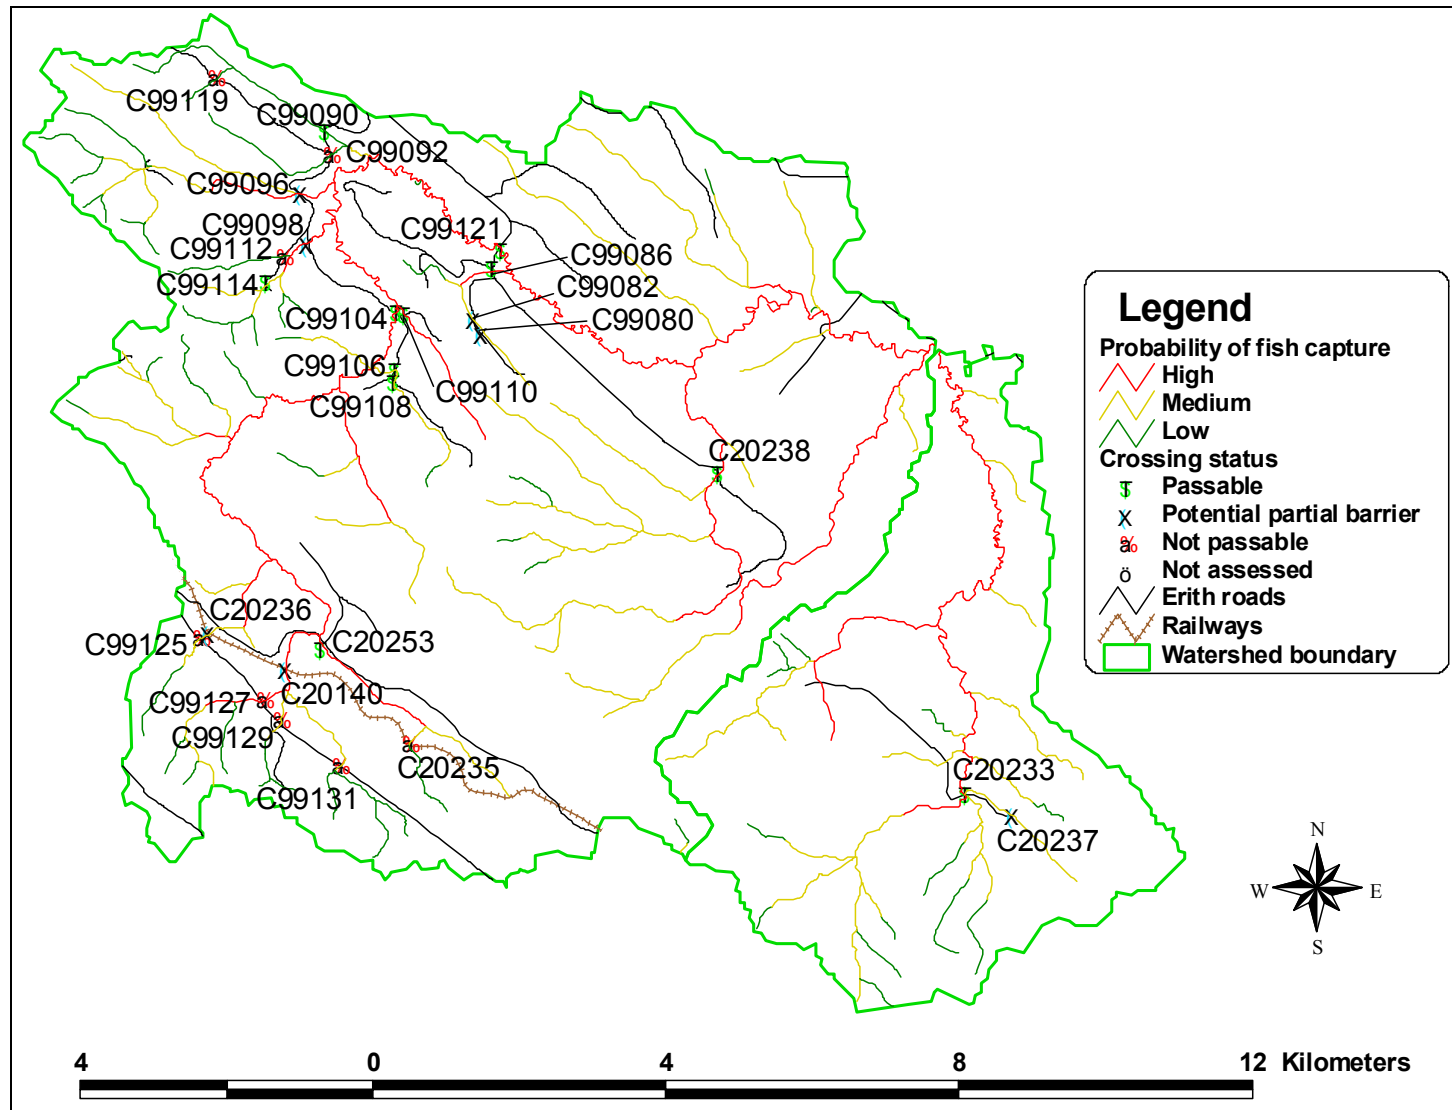 C99119
C99090
C99092
C99096
C99098
C99112
C99114
C99121
C99086
C99082
C99080
C99104
C99106
C99108
C99110
C20238
C20236
C99125
C20253
C20140
C99127
C99129
C99131
C20235
C20233
C20237
Legend
Probability of fish capture
High
Medium
Low
Crossing status
Passable
Potential partial barrier
Not passable
Not assessed
Erith roads
Railways
Watershed boundary
N
W E
S
4 0 4 8 12 Kilometers